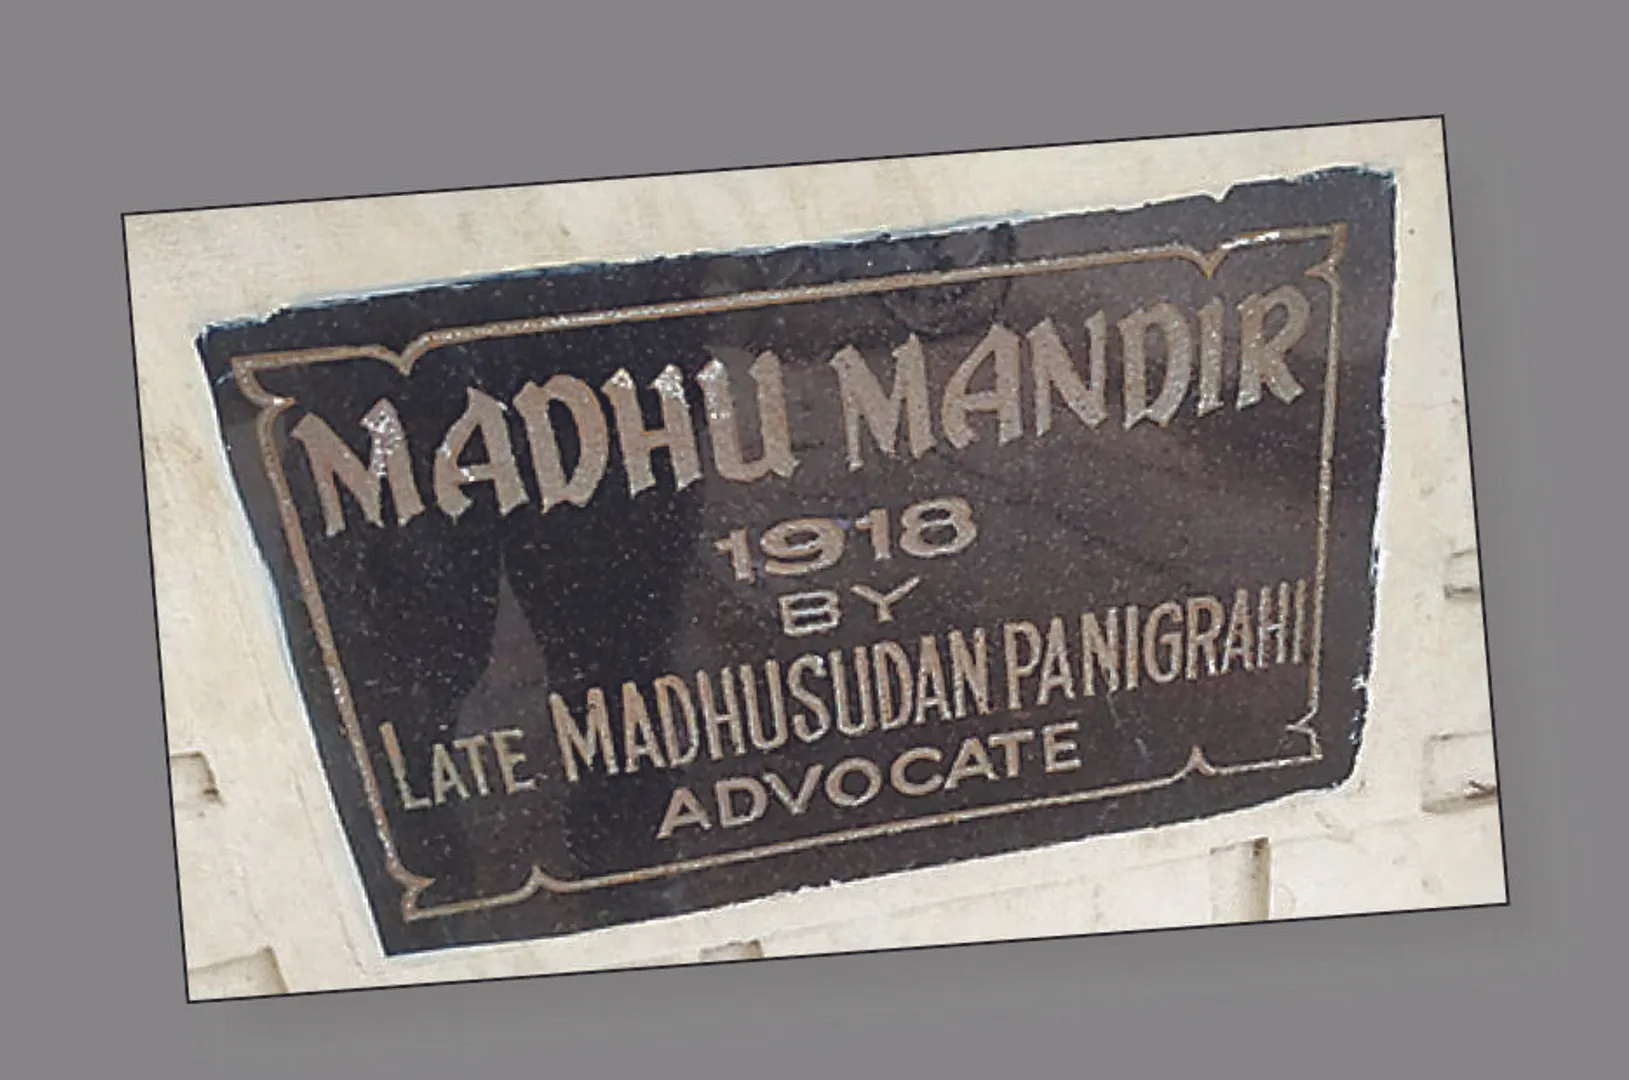 MADHU MANDIR
1918
BY
LATE MADHUSUDAN PANIGRAHI
ADVOCATE